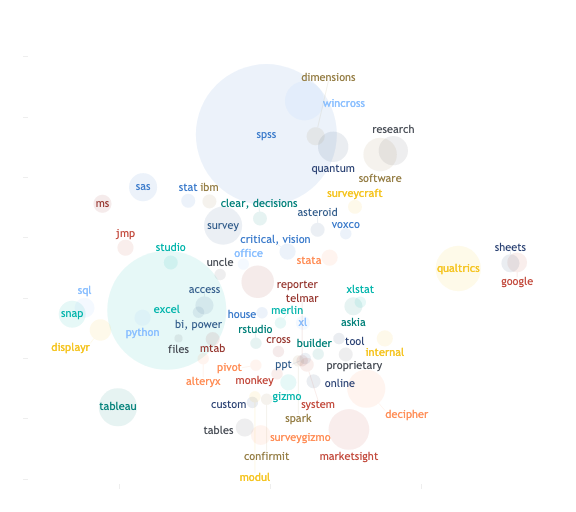 dimensions
wincross
spss
research
quantum
software
sas
stat
ibm
surveycraft
ms
clear, decisions
asteroid
survey
voxco
jmp
critical, vision
studio
office
sheets
uncle
stata
qualtrics
google
reporter
sql
access
xlstat
telmar
excel
snap
house
merlin
bi, power
xl
askia
python
rstudio
cross
tool
displayr
files
mtab
builder
internal
pivot
ppt
proprietary
alteryx
monkey
online
gizmo
tableau
custom
system
spark
decipher
tables
surveygizmo
confirmit
marketsight
modul